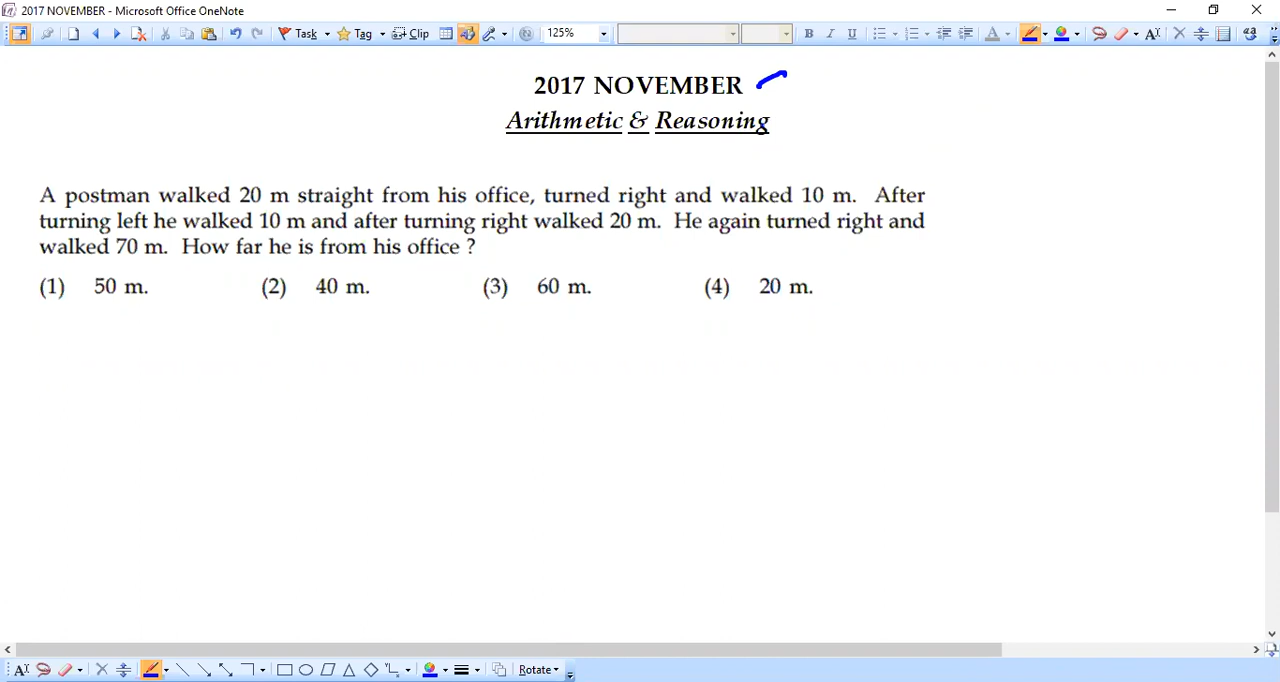 2017 NOVEMBER - Microsoft Office OneNote
Task Tag Clip 125% B I U
2017 NOVEMBER
Arithmetic & Reasoning
A postman walked 20 m straight from his office, turned right and walked 10 m. After
turning left he walked 10 m and after turning right walked 20 m. He again turned right and
walked 70 m. How far he is from his office ?
(1) 50 m. (2) 40 m. (3) 60 m. (4) 20 m.
Rotate